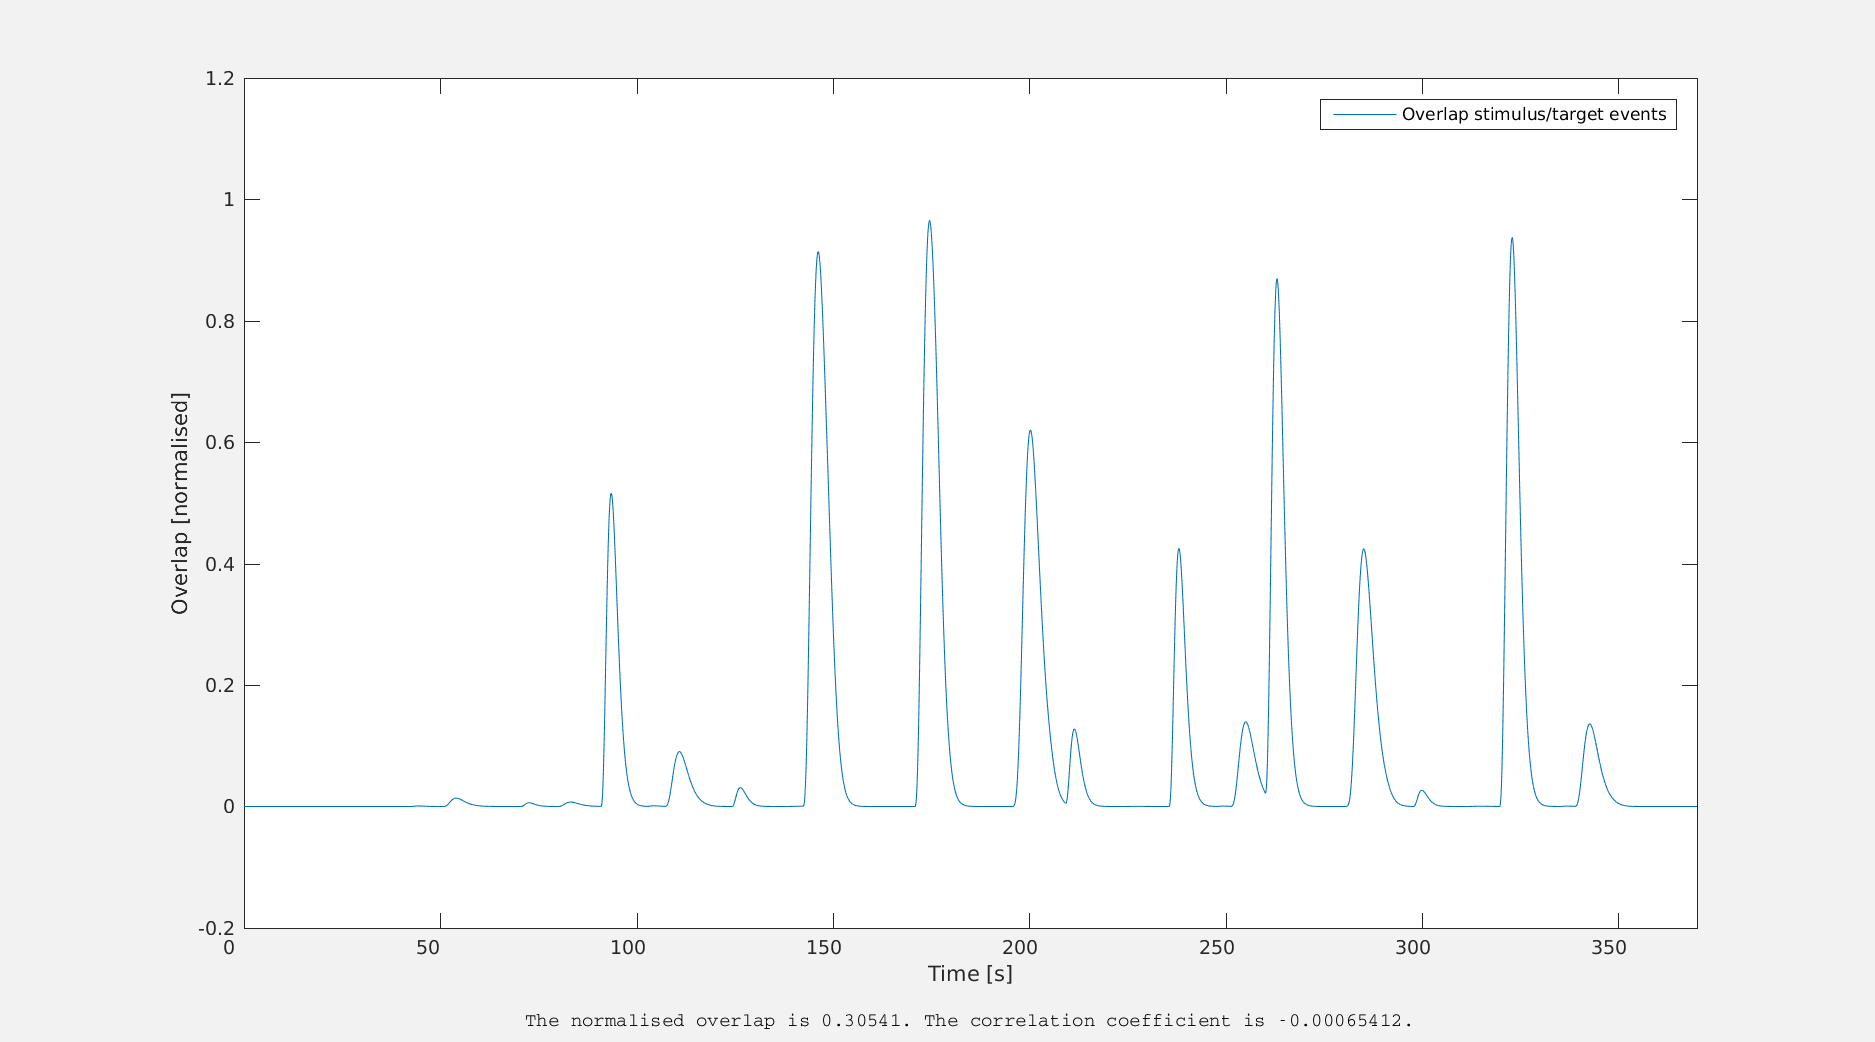 1.2
Overlap stimulus/target events
1
0.8
0.6
0.4
0.2
0
-0.2
Overlap [normalised]
0 50 100 150 200 250 300 350
Time [s]
The normalised overlap is 0.30541. The correlation coefficient is -0.00065412.